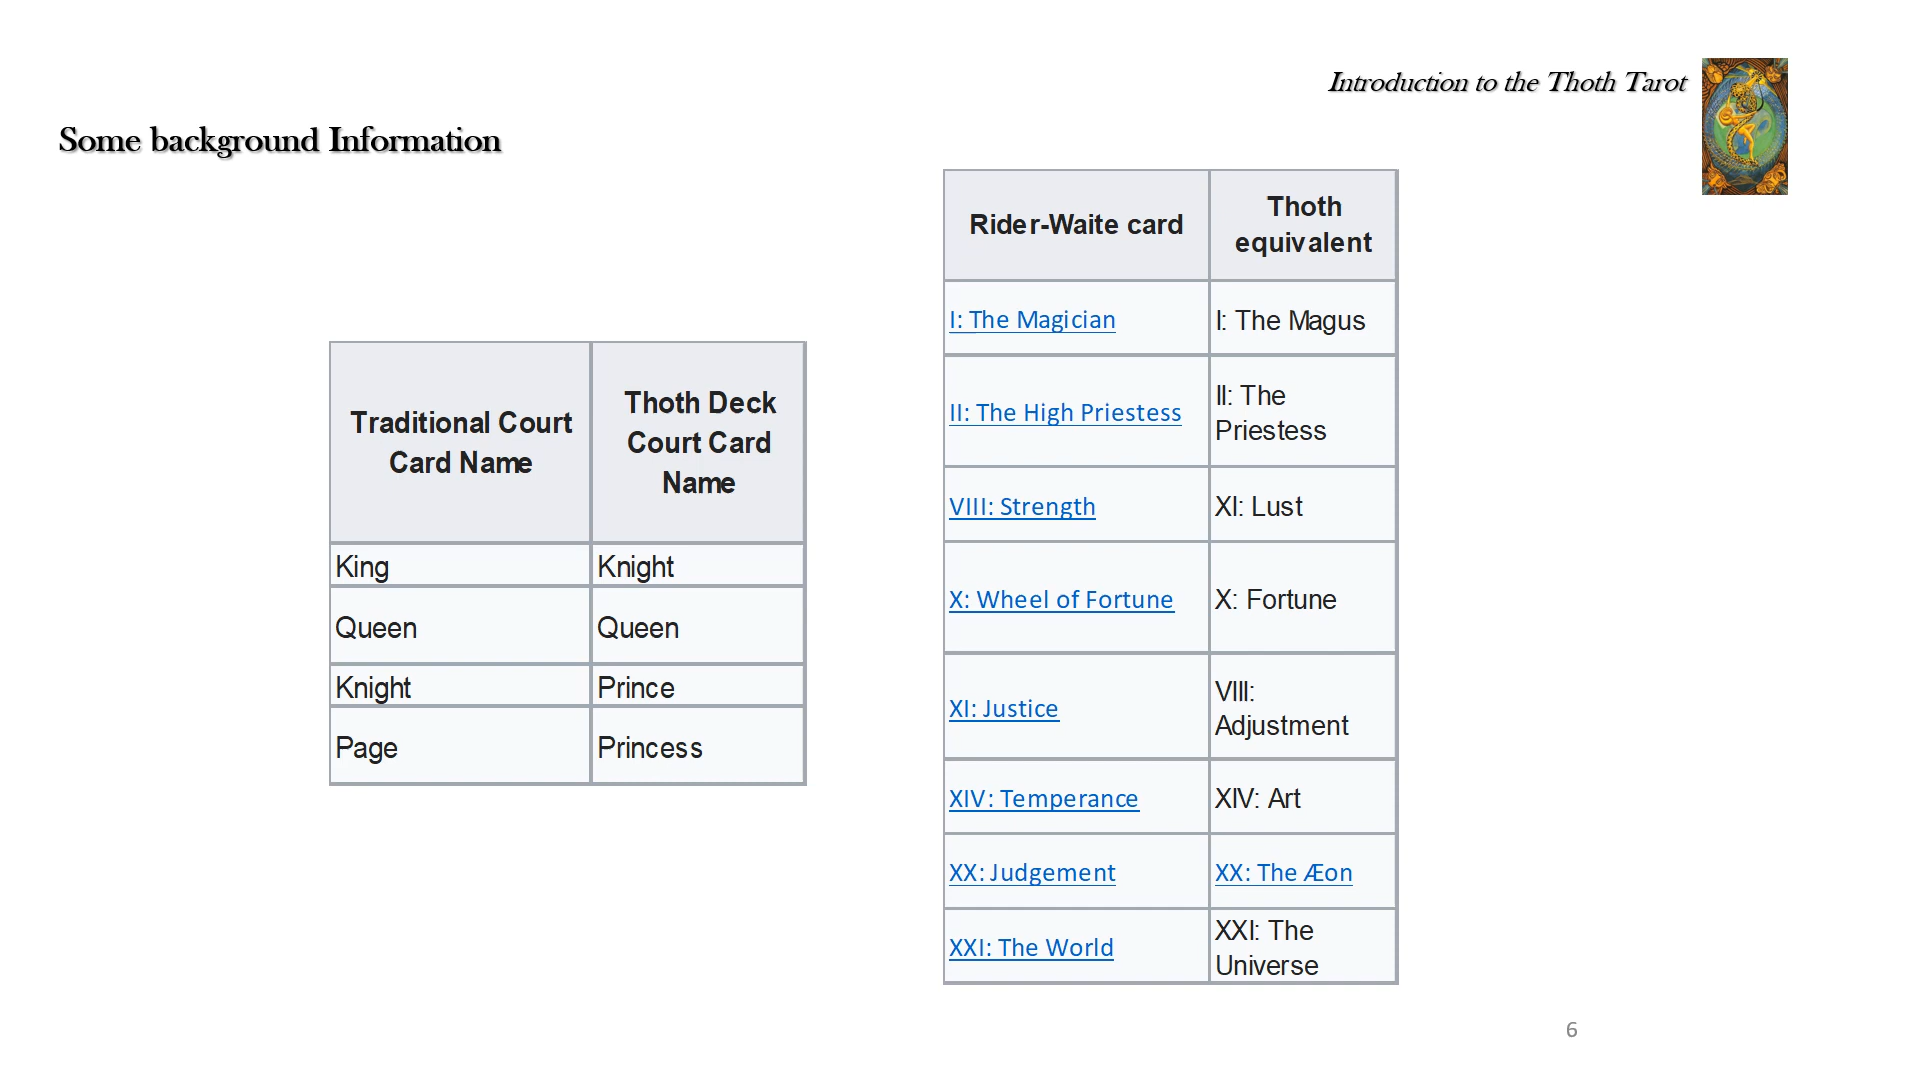 Introduction to the Thoth Tarot
Some background Information
Traditional Court
Card Name
Thoth Deck
Court Card
Name
King
Knight
Queen
Queen
Knight
Prince
Page
Princess
Rider-Waite card
Thoth
equivalent
I: The Magician
I: The Magus
II: The High Priestess
II: The
Priestess
VIII: Strength
XI: Lust
X: Wheel of Fortune
X: Fortune
XI: Justice
VIII:
Adjustment
XIV: Temperance
XIV: Art
XX: Judgement
XX: The Æon
XXI: The World
XXI: The
Universe
6